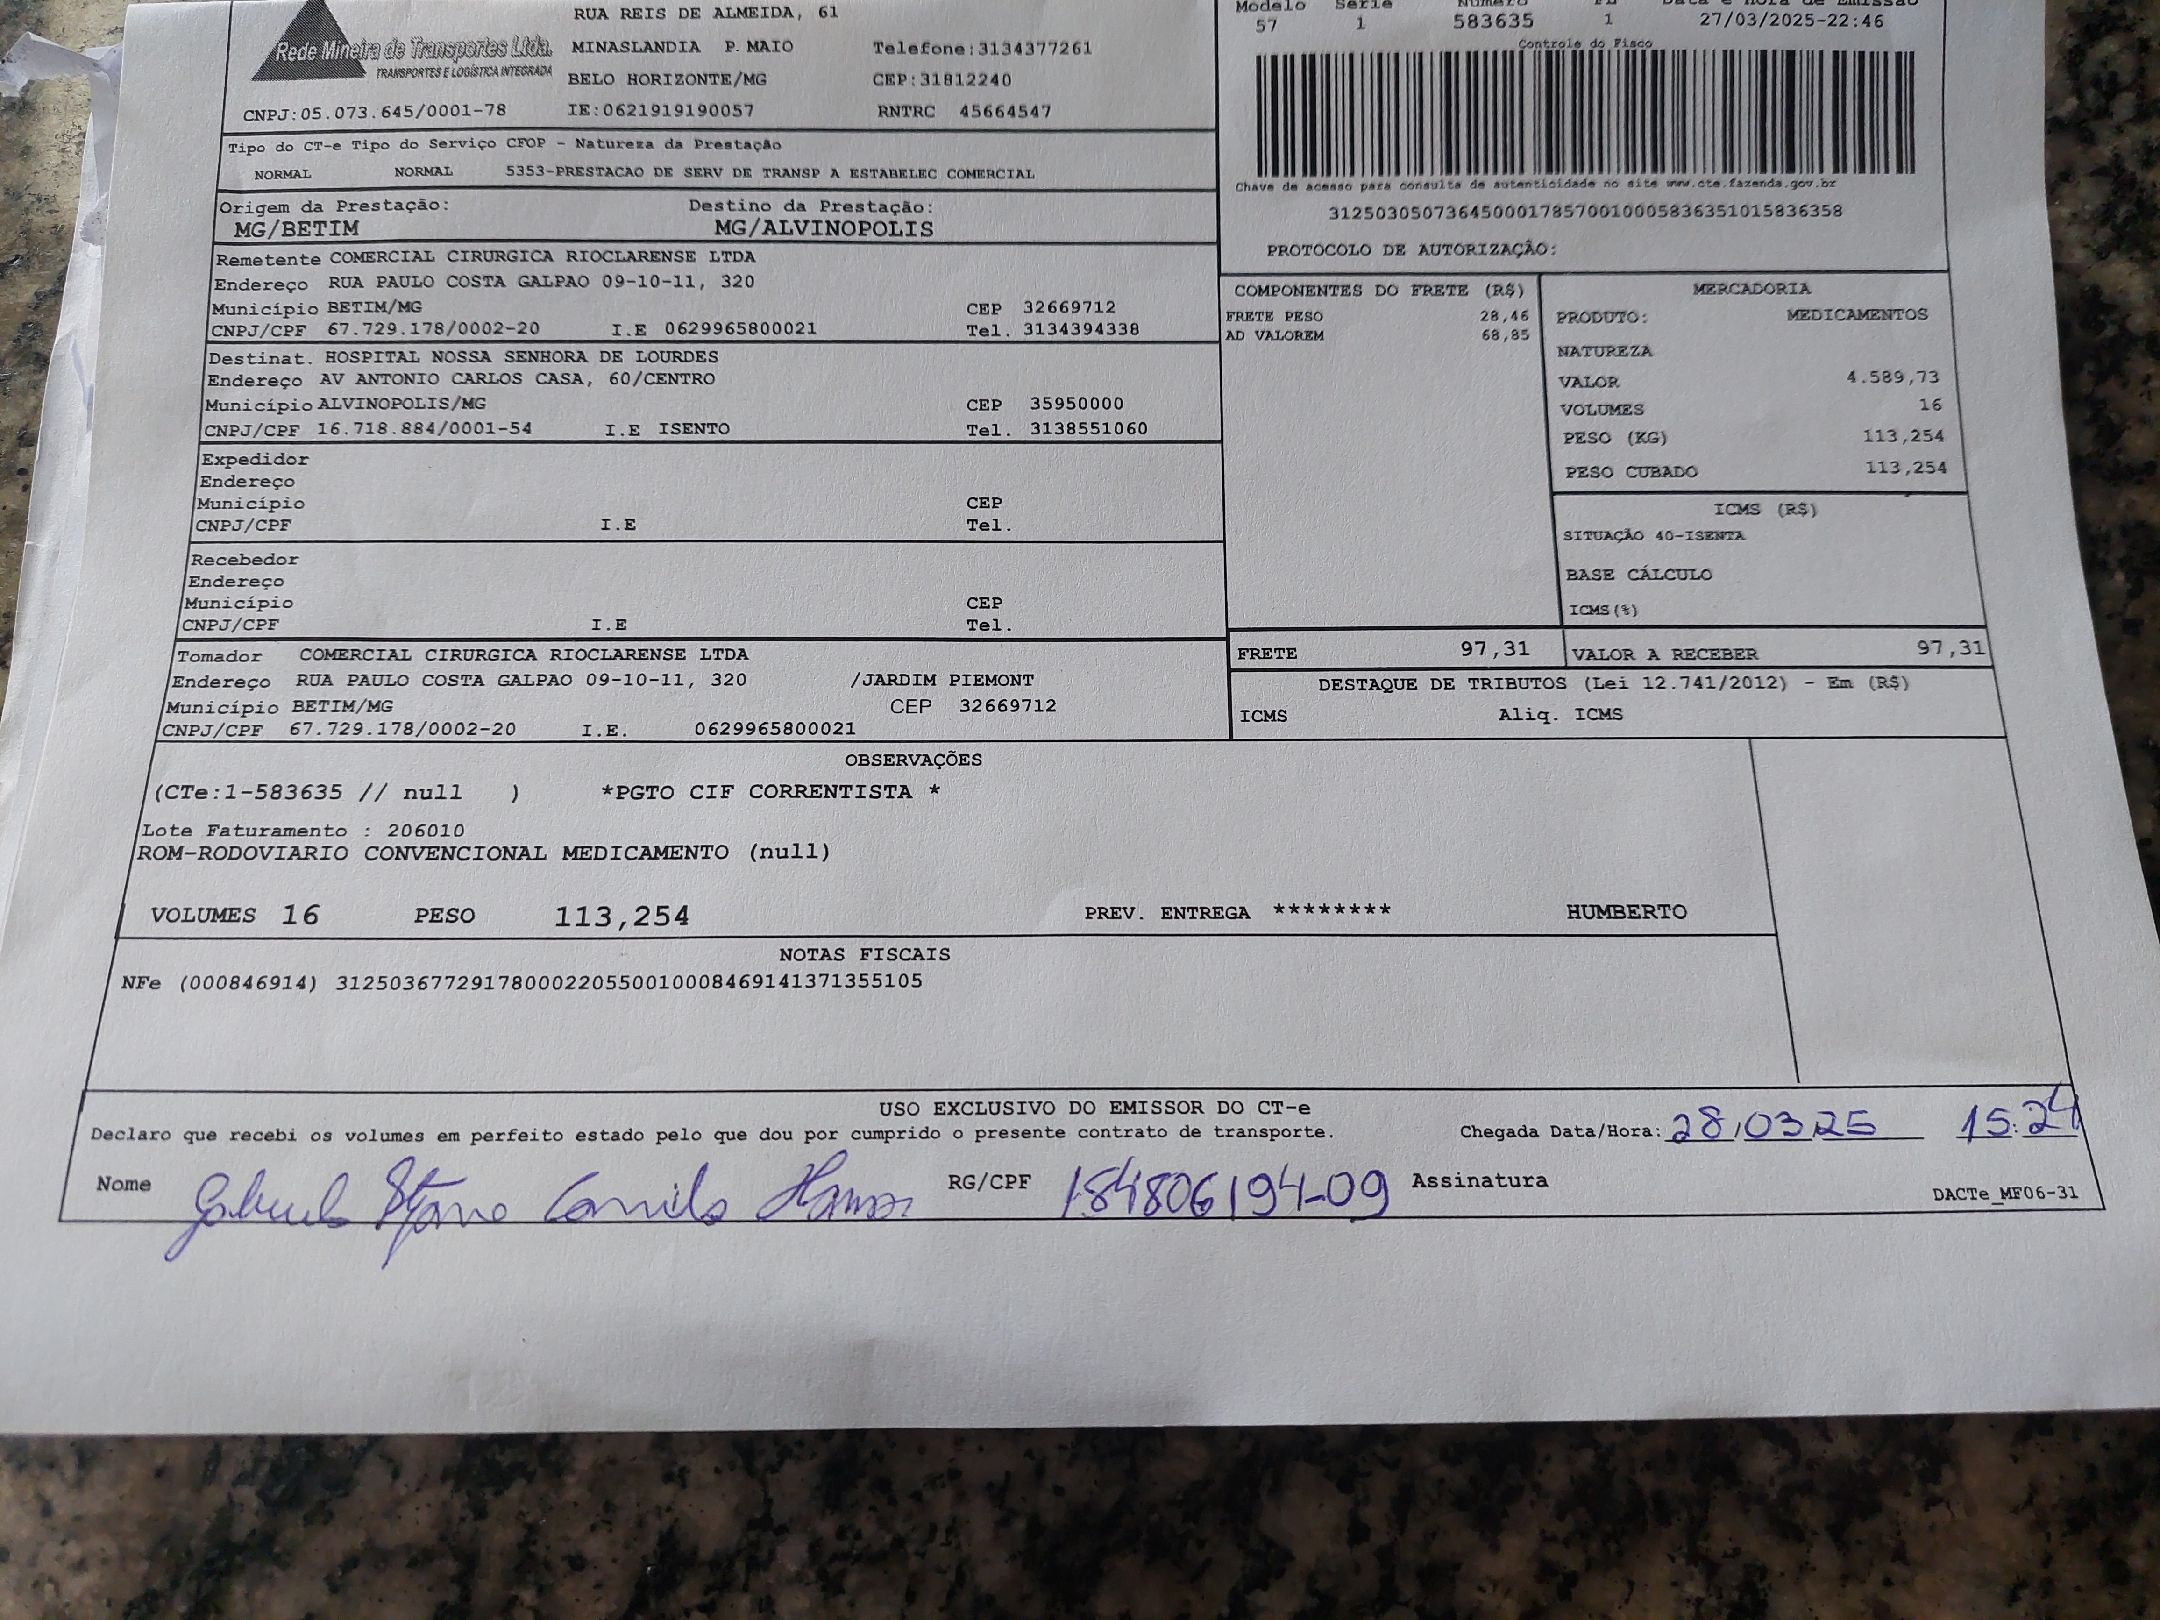 RUA REIS DE ALMEIDA, 61
Modelo Série Número FL Data e Hora de Emissão
57 1 583635 1 27/03/2025-22:46
Rede Mineira de Transportes Ltda.
TRANSPORTES E LOGÍSTICA INTEGRADA
MINASLANDIA P. MAIO Telefone:3134377261
BELO HORIZONTE/MG CEP:31812240
CNPJ:05.073.645/0001-78 IE:0621919190057 RNTRC 45664547
Controle do Fisco
Chave de acesso para consulta de autenticidade no site www.cte.fazenda.gov.br
31250305073645000178570010005836351015836358
PROTOCOLO DE AUTORIZAÇÃO:
Tipo do CT-e Tipo do Serviço CFOP - Natureza da Prestação
NORMAL NORMAL 5353-PRESTACAO DE SERV DE TRANSP A ESTABELEC COMERCIAL
Origem da Prestação: Destino da Prestação:
MG/BETIM MG/ALVINOPOLIS
Remetente COMERCIAL CIRURGICA RIOCLARENSE LTDA
Endereço RUA PAULO COSTA GALPAO 09-10-11, 320
Município BETIM/MG CEP 32669712
CNPJ/CPF 67.729.178/0002-20 I.E 0629965800021 Tel. 3134394338
Destinat. HOSPITAL NOSSA SENHORA DE LOURDES
Endereço AV ANTONIO CARLOS CASA, 60/CENTRO
Município ALVINOPOLIS/MG CEP 35950000
CNPJ/CPF 16.718.884/0001-54 I.E ISENTO Tel. 3138551060
Expedidor
Endereço
Município CEP
CNPJ/CPF I.E Tel.
Recebedor
Endereço
Município CEP
CNPJ/CPF I.E Tel.
Tomador COMERCIAL CIRURGICA RIOCLARENSE LTDA
Endereço RUA PAULO COSTA GALPAO 09-10-11, 320 /JARDIM PIEMONT
Município BETIM/MG CEP 32669712
CNPJ/CPF 67.729.178/0002-20 I.E. 0629965800021
COMPONENTES DO FRETE (R$)
FRETE PESO 28,46
AD VALOREM 68,85
MERCADORIA
PRODUTO: MEDICAMENTOS
NATUREZA
VALOR 4.589,73
VOLUMES 16
PESO (KG) 113,254
PESO CUBADO 113,254
ICMS (R$)
SITUAÇÃO 40-ISENTA
BASE CÁLCULO
ICMS(%)
FRETE 97,31 VALOR A RECEBER 97,31
DESTAQUE DE TRIBUTOS (Lei 12.741/2012) - Em (R$)
ICMS Aliq. ICMS
OBSERVAÇÕES
(CTe:1-583635 // null ) *PGTO CIF CORRENTISTA *
Lote Faturamento : 206010
ROM-RODOVIARIO CONVENCIONAL MEDICAMENTO (null)
VOLUMES 16 PESO 113,254 PREV. ENTREGA ******** HUMBERTO
NOTAS FISCAIS
NFe (000846914) 31250367729178000220550010008469141371355105
USO EXCLUSIVO DO EMISSOR DO CT-e
Declaro que recebi os volumes em perfeito estado pelo que dou por cumprido o presente contrato de transporte. Chegada Data/Hora: 28,03,25 15:24
Nome Camilo RG/CPF 184806194-09 Assinatura
DACTe_MF06-31